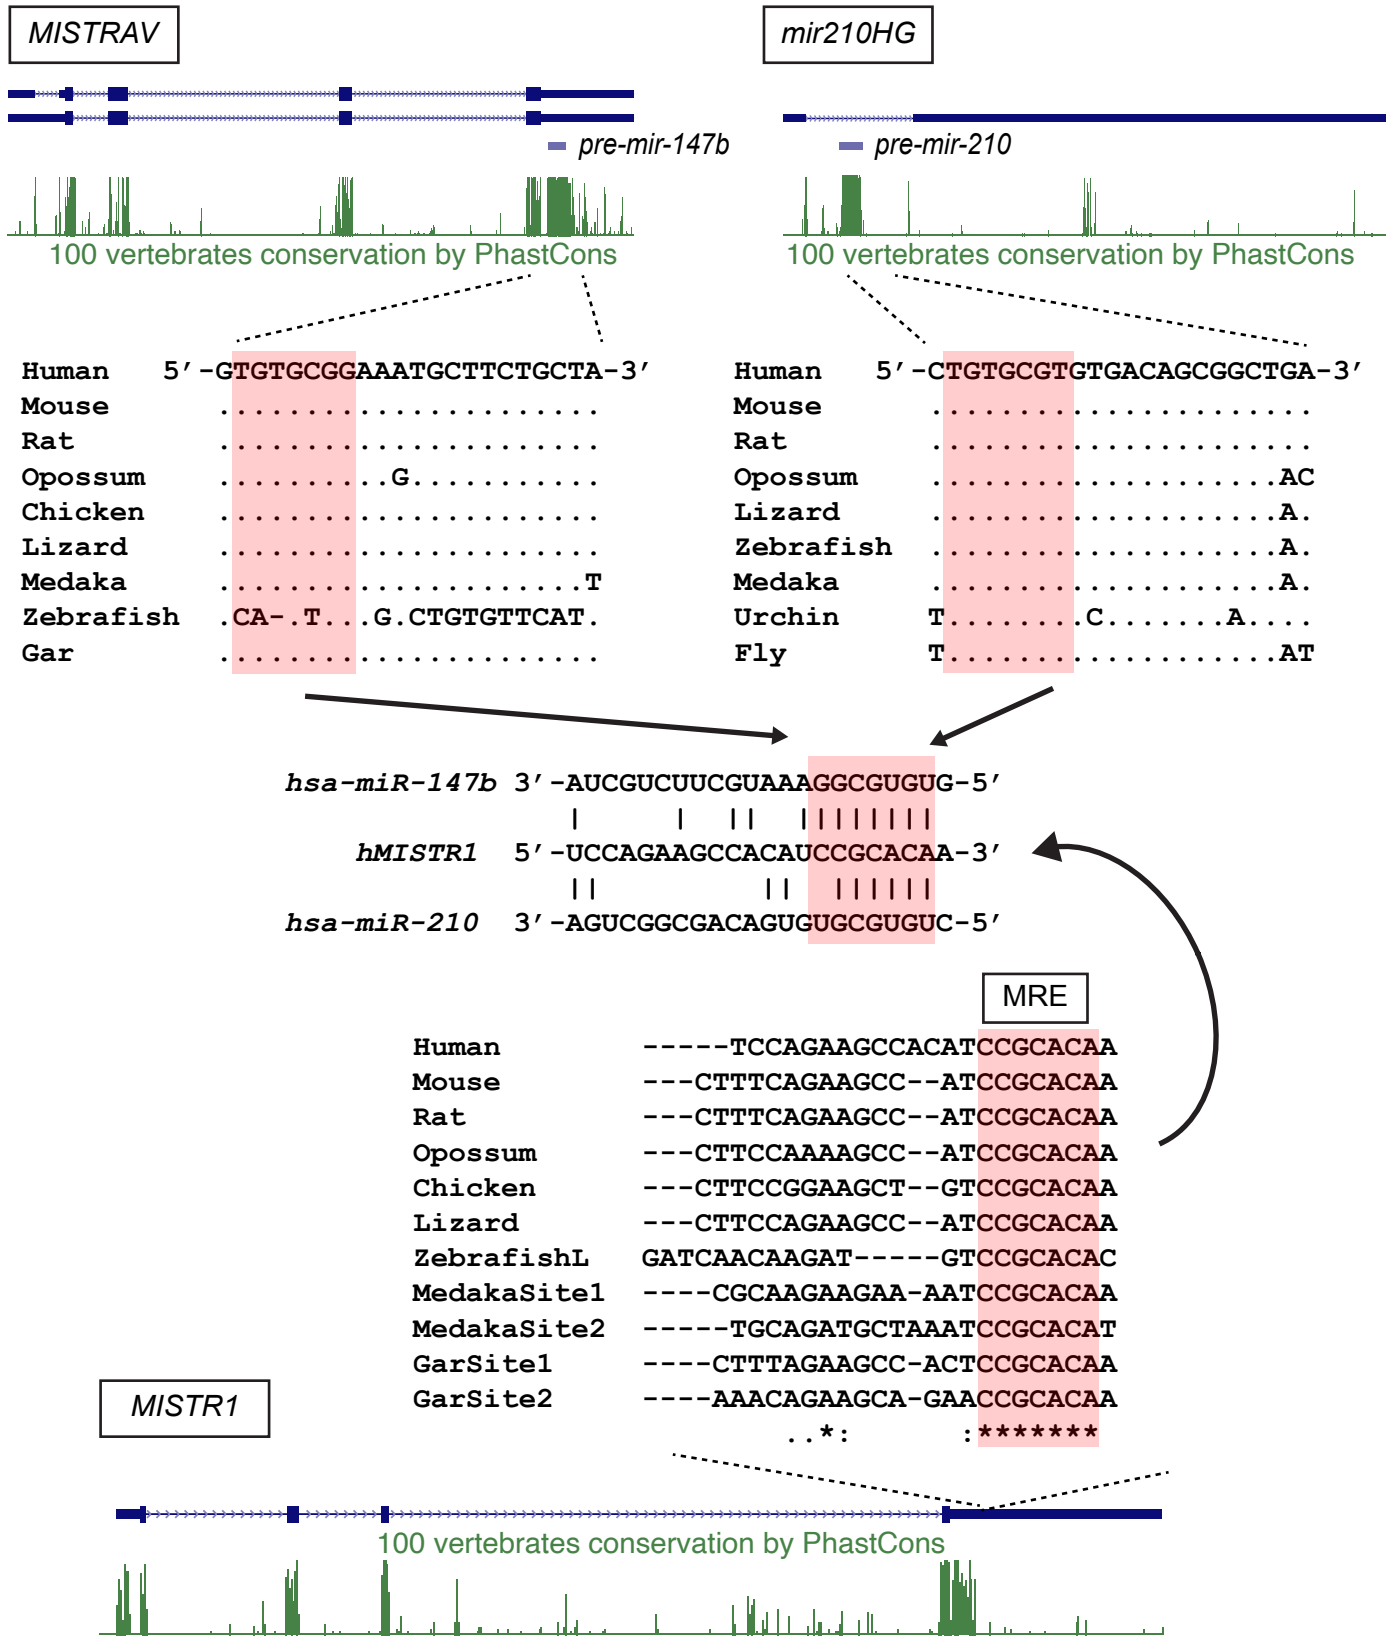 MISTRAV
mir210HG
pre-mir-147b
pre-mir-210
100 vertebrates conservation by PhastCons
100 vertebrates conservation by PhastCons
Human 5′-GTGTGCGGAAATGCTTCTGCTA-3′
Mouse .....................
Rat .....................
Opossum ..........G...........
Chicken .....................
Lizard .....................
Medaka ....................T
Zebrafish .CA-.T...G.CTGTGTTCAT.
Gar .....................
Human 5′-CTGTGCGTGTGACAGCGGCTGA-3′
Mouse .....................
Rat .....................
Opossum ....................AC
Lizard ....................A.
Zebrafish ....................A.
Medaka ....................A.
Urchin T........C.......A....
Fly T...................AT
hsa-miR-147b 3′-AUCGUCUUCGUAAAGGCGUGUG-5′
| | || ||||||||
hMISTR1 5′-UCCAGAAGCCACAUCCGCACAA-3′
|| || ||||||
hsa-miR-210 3′-AGUCGGCGACAGUGUGCGUGUC-5′
MRE
Human -----TCCAGAAGCCACATCCGCACAA
Mouse ---CTTTCAGAAGCC--ATCCGCACAA
Rat ---CTTTCAGAAGCC--ATCCGCACAA
Opossum ---CTTCCAAAAGCC--ATCCGCACAA
Chicken ---CTTCCGGAAGCT--GTCCGCACAA
Lizard ---CTTCCAGAAGCC--ATCCGCACAA
ZebrafishL GATCAACAAGAT-----GTCCGCACAC
MedakaSite1 ----CGCAAGAAGAA-AATCCGCACAA
MedakaSite2 -----TGCAGATGCTAAATCCGCACAT
GarSite1 ----CTTTAGAAGCC-ACTCCGCACAA
GarSite2 ----AAACAGAAGCA-GAACCGCACAA
..*: :*******
MISTR1
100 vertebrates conservation by PhastCons